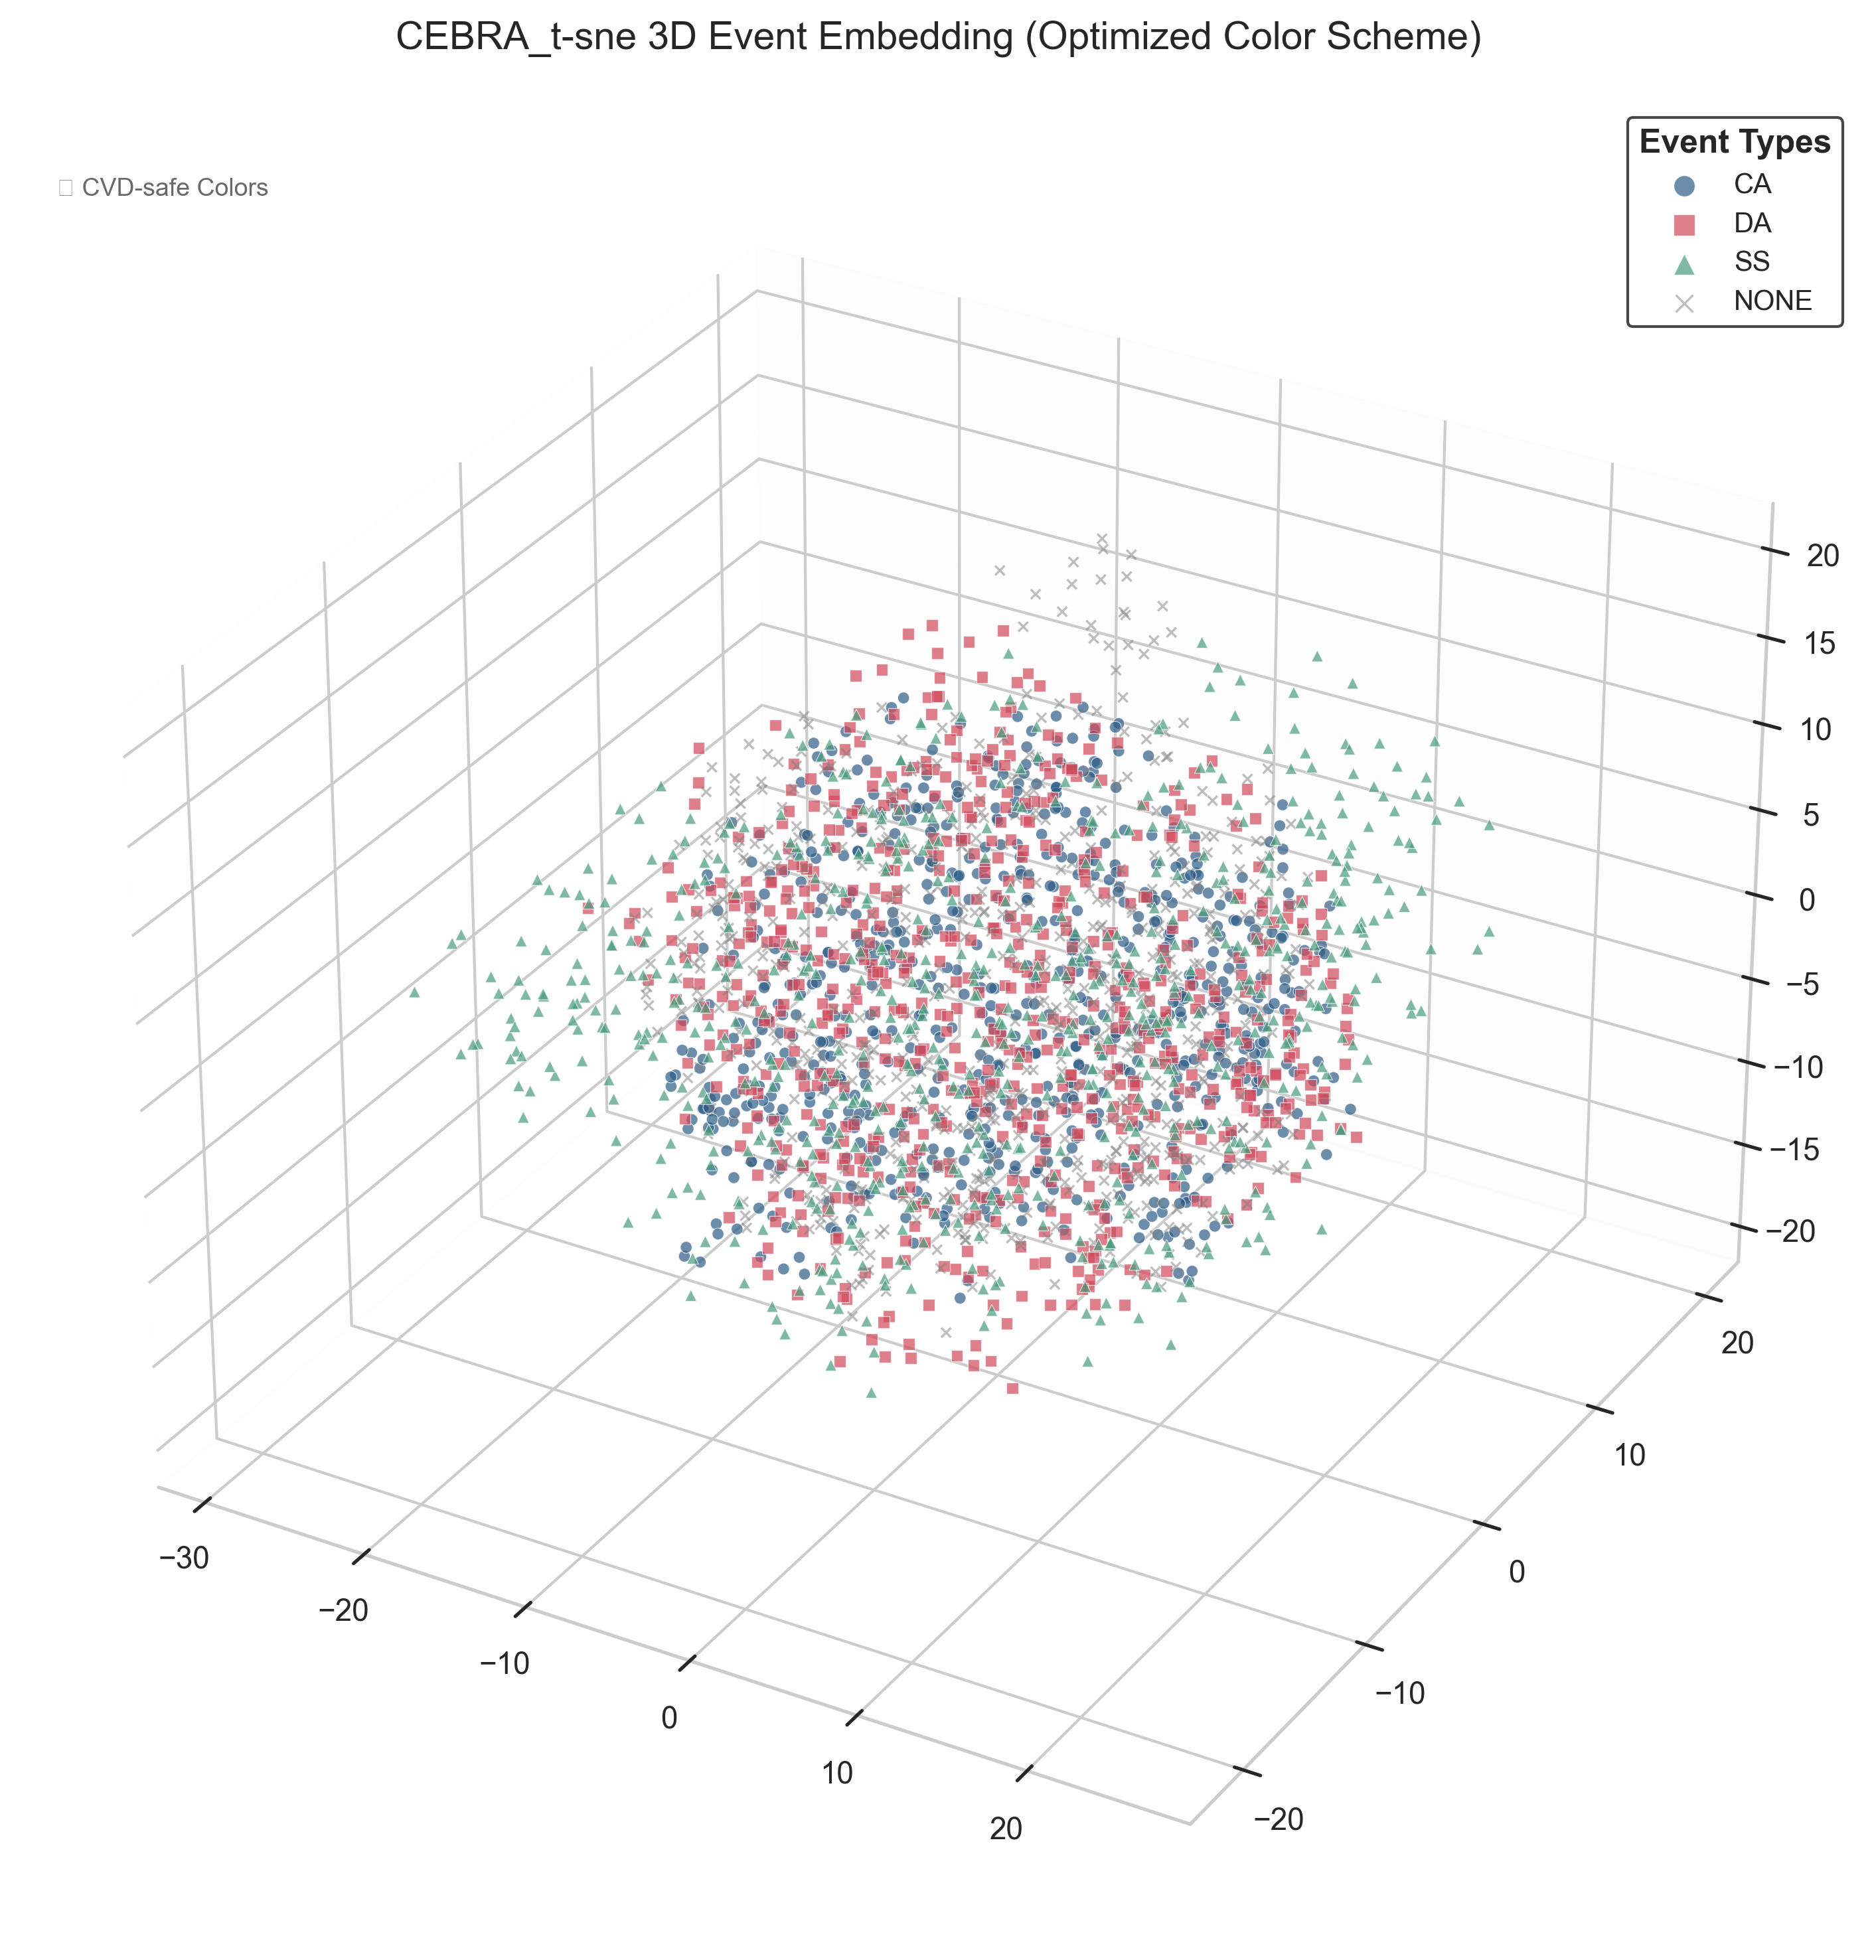 CEBRA_t-sne 3D Event Embedding (Optimized Color Scheme)
Event Types
CA
DA
SS
NONE
□ CVD-safe Colors
20
15
10
5
0
−5
−10
−15
−20
20
10
0
−10
−20
−30
−20
−10
0
10
20